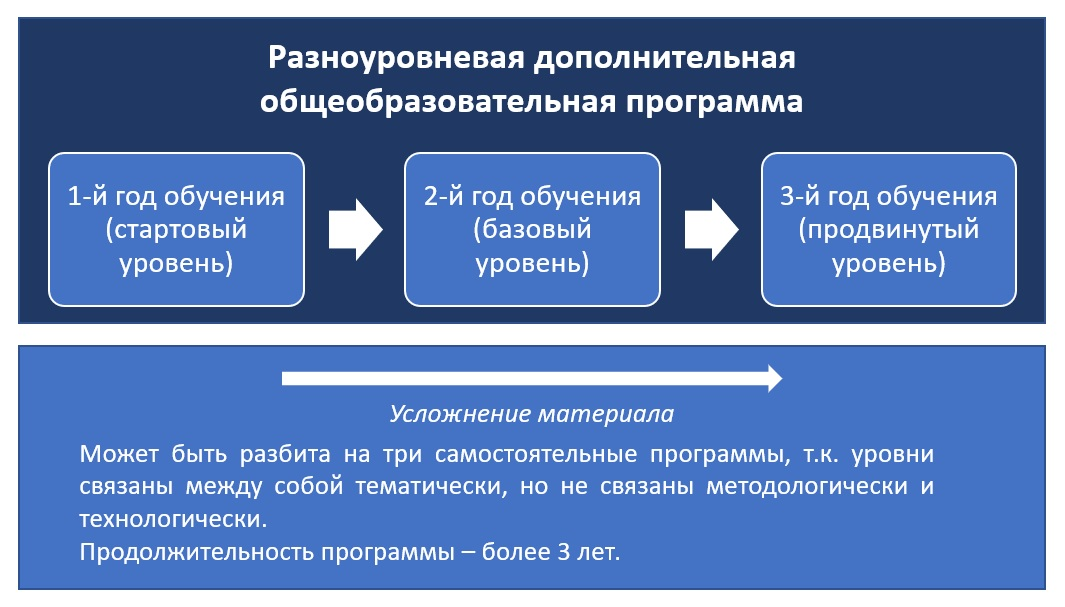 Разноуровневая дополнительная
общеобразовательная программа
1-й год обучения
(стартовый
уровень)
2-й год обучения
(базовый
уровень)
3-й год обучения
(продвинутый
уровень)
Усложнение материала
Может быть разбита на три самостоятельные программы, т.к. уровни
связаны между собой тематически, но не связаны методологически и
технологически.
Продолжительность программы – более 3 лет.